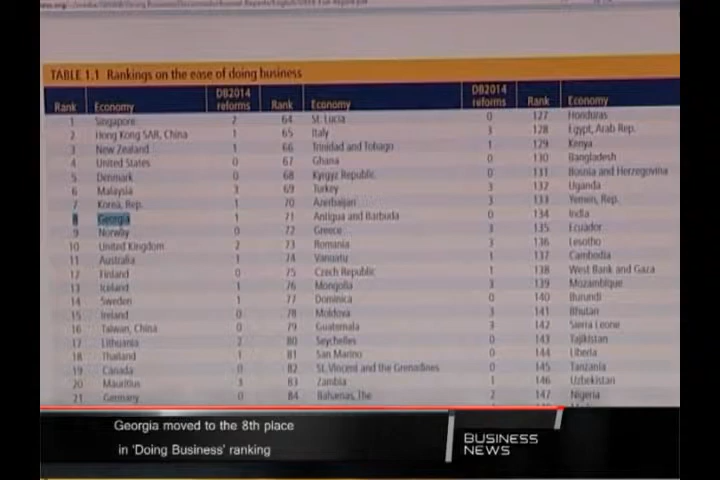 TABLE 1.1 Rankings on the ease of doing business
Rank Economy DB2014 reforms Rank Economy DB2014 reforms Rank Economy
1 Singapore 2 64 St. Lucia 0 127 Honduras
2 Hong Kong SAR, China 1 65 Italy 3 128 Egypt, Arab Rep.
3 New Zealand 1 66 Trinidad and Tobago 1 129 Kenya
4 United States 0 67 Ghana 0 130 Bangladesh
5 Denmark 0 68 Kyrgyz Republic 0 131 Bosnia and Herzegovina
6 Malaysia 3 69 Turkey 3 132 Uganda
7 Korea, Rep. 1 70 Azerbaijan 3 133 Yemen, Rep.
8 Georgia 1 71 Antigua and Barbuda 0 134 India
9 Norway 0 72 Greece 3 135 Ecuador
10 United Kingdom 2 73 Romania 3 136 Lesotho
11 Australia 1 74 Vanuatu 1 137 Cambodia
12 Finland 0 75 Czech Republic 1 138 West Bank and Gaza
13 Iceland 1 76 Mongolia 3 139 Mozambique
14 Sweden 1 77 Dominica 0 140 Burundi
15 Ireland 0 78 Moldova 3 141 Bhutan
16 Taiwan, China 0 79 Guatemala 3 142 Sierra Leone
17 Lithuania 2 80 Seychelles 0 143 Tajikistan
18 Thailand 1 81 San Marino 0 144 Liberia
19 Canada 0 82 St. Vincent and the Grenadines 0 145 Tanzania
20 Mauritius 3 83 Zambia 1 146 Uzbekistan
21 Germany 0 84 Bahamas, The 2 147 Nigeria
Georgia moved to the 8th place
in 'Doing Business' ranking
BUSINESS
NEWS